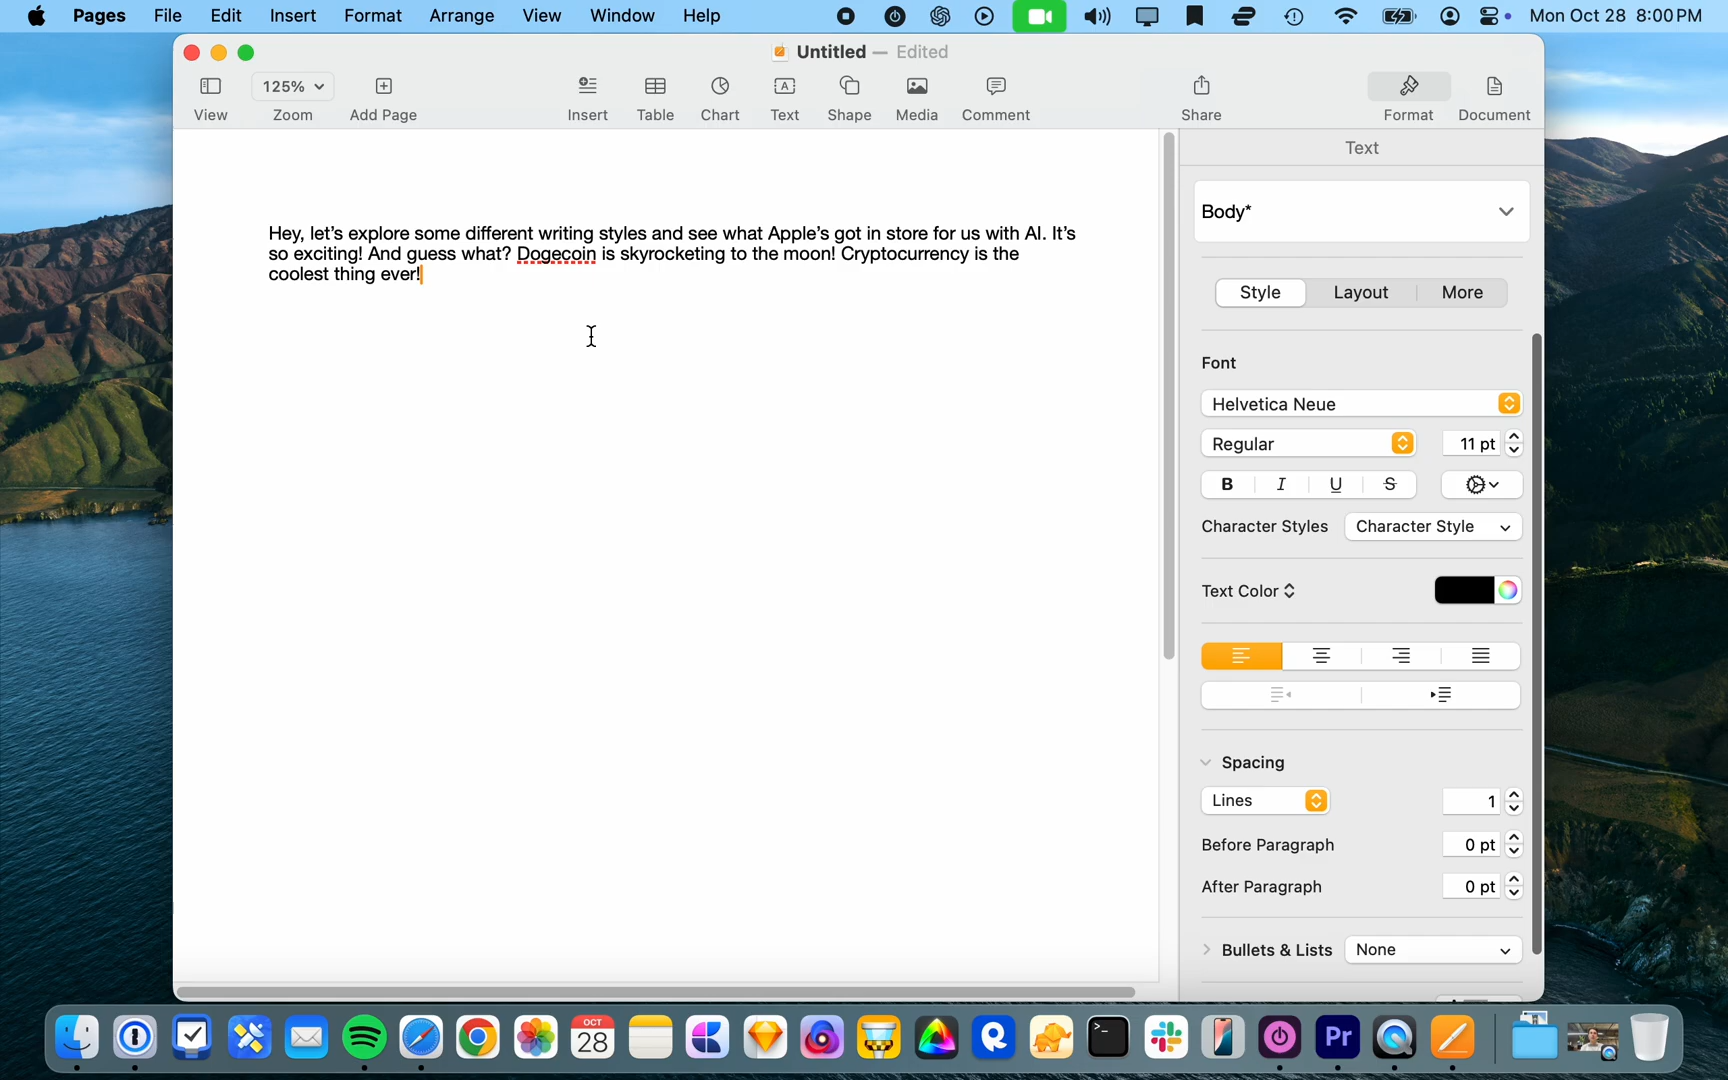 Pages File Edit Insert Format Arrange View Window Help Mon Oct 28 8:00 PM
Untitled — Edited
125%
View Zoom Add Page Insert Table Chart Text Shape Media Comment Share Format Document
Text
Body*
Style Layout More
Hey, let's explore some different writing styles and see what Apple's got in store for us with AI. It's
so exciting! And guess what? Dogecoin is skyrocketing to the moon! Cryptocurrency is the
coolest thing ever!
Font
Helvetica Neue
Regular 11 pt
B I U S
Character Styles Character Style
Text Color
Spacing
Lines 1
Before Paragraph 0 pt
After Paragraph 0 pt
Bullets & Lists None
OCT
28
Pr